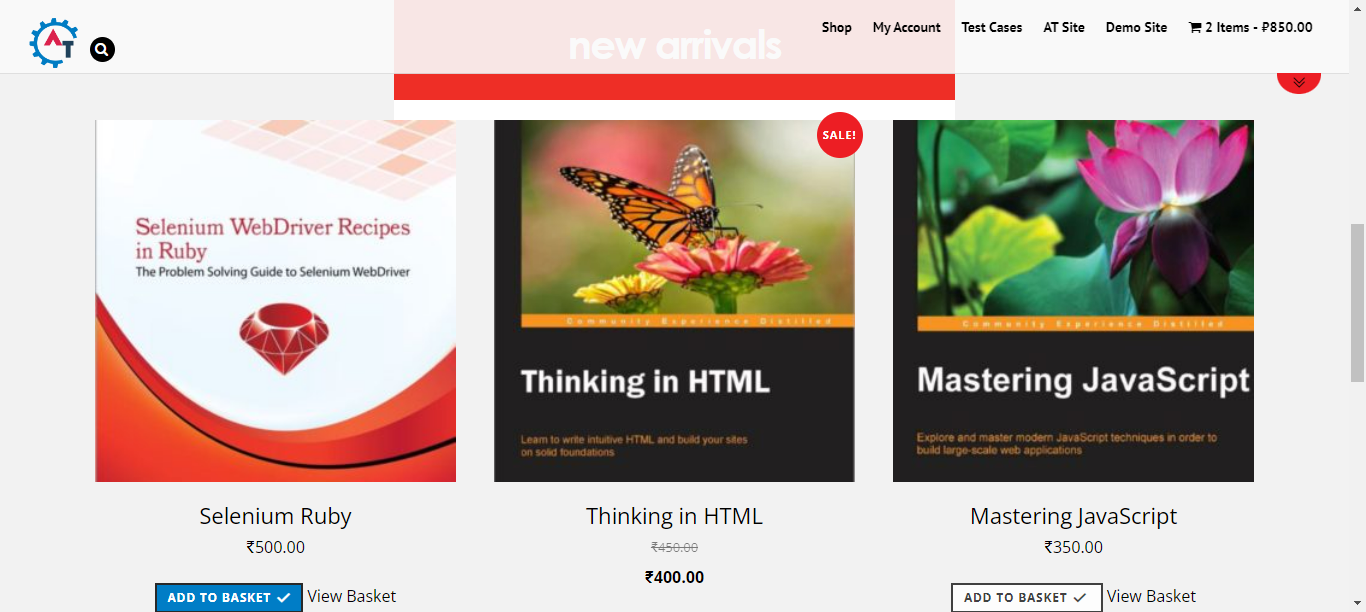 AT
Shop My Account Test Cases AT Site Demo Site 2 Items - ₽850.00
new arrivals
SALE!
Selenium WebDriver Recipes
in Ruby
The Problem Solving Guide to Selenium WebDriver
Community Experience Distilled
Thinking in HTML
Learn to write intuitive HTML and build your sites
on solid foundations
Community Experience Distilled
Mastering JavaScript
Explore and master modern JavaScript techniques in order to
build large-scale web applications
Selenium Ruby
₹500.00
ADD TO BASKET View Basket
Thinking in HTML
₹450.00
₹400.00
Mastering JavaScript
₹350.00
ADD TO BASKET View Basket